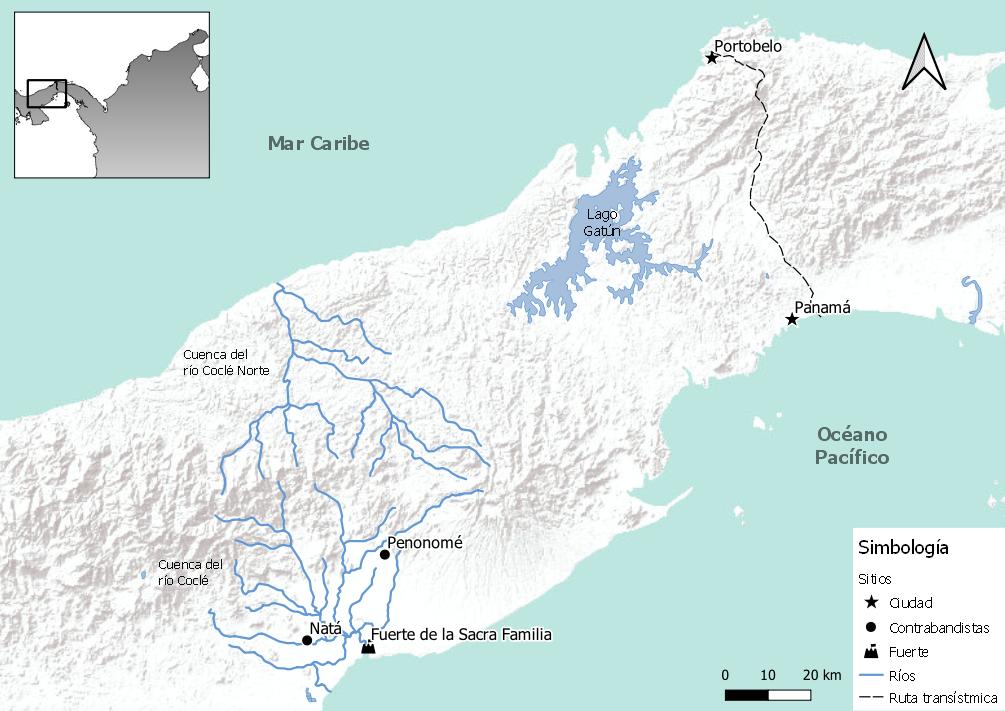 Portobelo
Mar Caribe
Lago
Gatún
Panamá
Cuenca del
río Coclé Norte
Océano
Pacífico
Penonomé
Cuenca del
río Coclé
Natá
Fuerte de la Sacra Familia
Simbología
Sitios
Ciudad
Contrabandistas
Fuerte
Ríos
Ruta transístmica
0 10 20 km